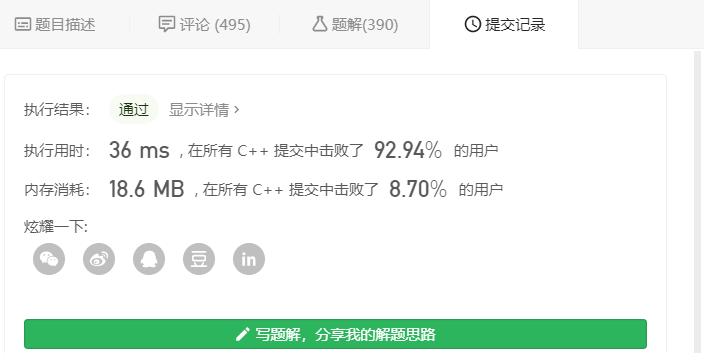 题目描述 评论 (495) 题解(390) 提交记录
执行结果： 通过 显示详情 >
执行用时： 36 ms , 在所有 C++ 提交中击败了 92.94% 的用户
内存消耗： 18.6 MB , 在所有 C++ 提交中击败了 8.70% 的用户
炫耀一下:
豆 in
写题解，分享我的解题思路